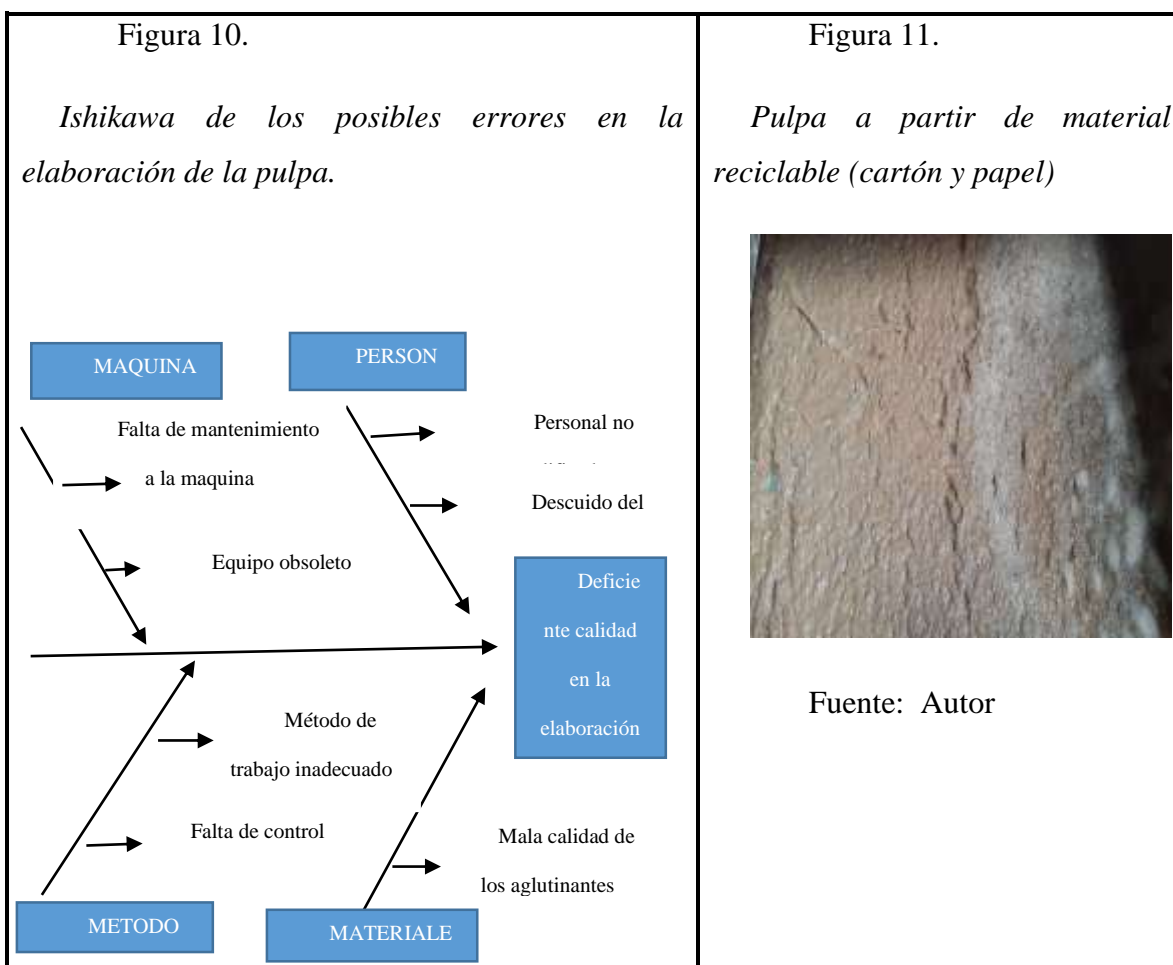 Figura 10.
Ishikawa de los posibles errores en la
elaboración de la pulpa.
MAQUINA
PERSON
Falta de mantenimiento
a la maquina
Equipo obsoleto
Personal no
Descuido del
Deficie
nte calidad
en la
elaboración
Método de
trabajo inadecuado
Falta de control
Mala calidad de
los aglutinantes
METODO
MATERIALE
Figura 11.
Pulpa a partir de material
reciclable (cartón y papel)
Fuente: Autor